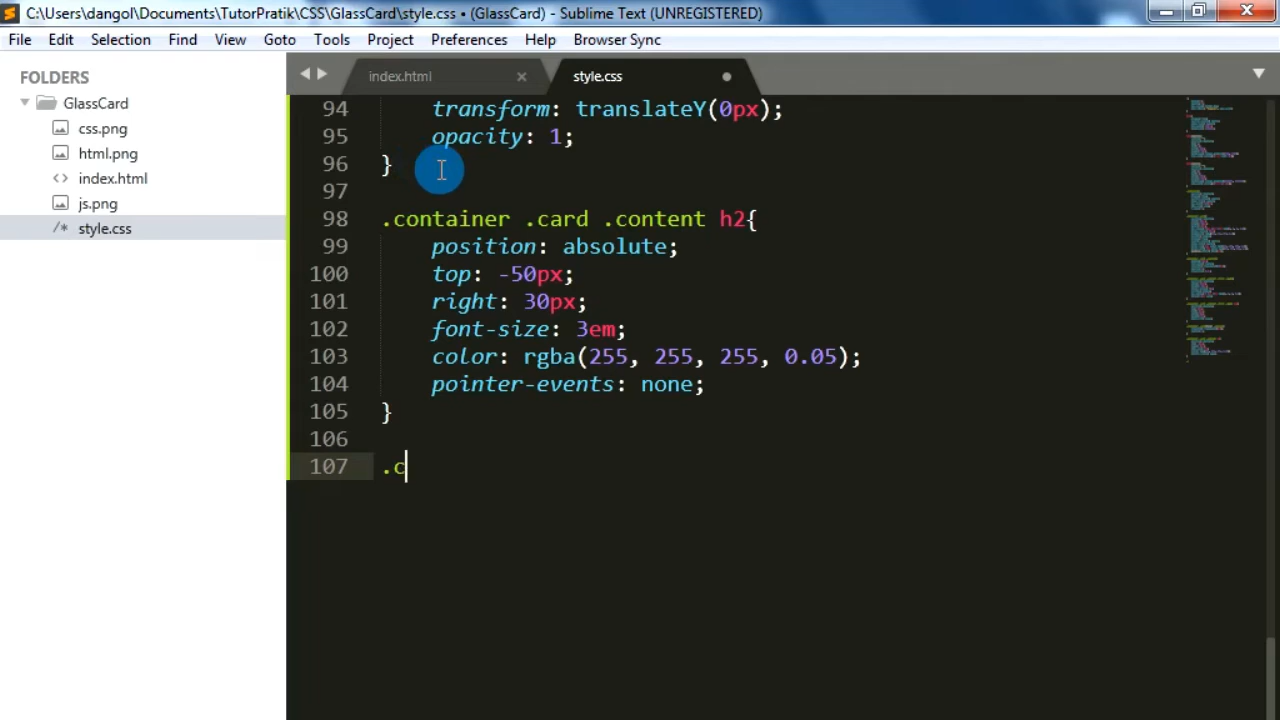 C:\Users\dangol\Documents\TutorPratik\CSS\GlassCard\style.css • (GlassCard) - Sublime Text (UNREGISTERED)
File Edit Selection Find View Goto Tools Project Preferences Help Browser Sync
FOLDERS
GlassCard
css.png
html.png
<> index.html
js.png
/* style.css
index.html
style.css
94 transform: translateY(0px);
95 opacity: 1;
96 }
97
98 .container .card .content h2{
99 position: absolute;
100 top: -50px;
101 right: 30px;
102 font-size: 3em;
103 color: rgba(255, 255, 255, 0.05);
104 pointer-events: none;
105 }
106
107 .c